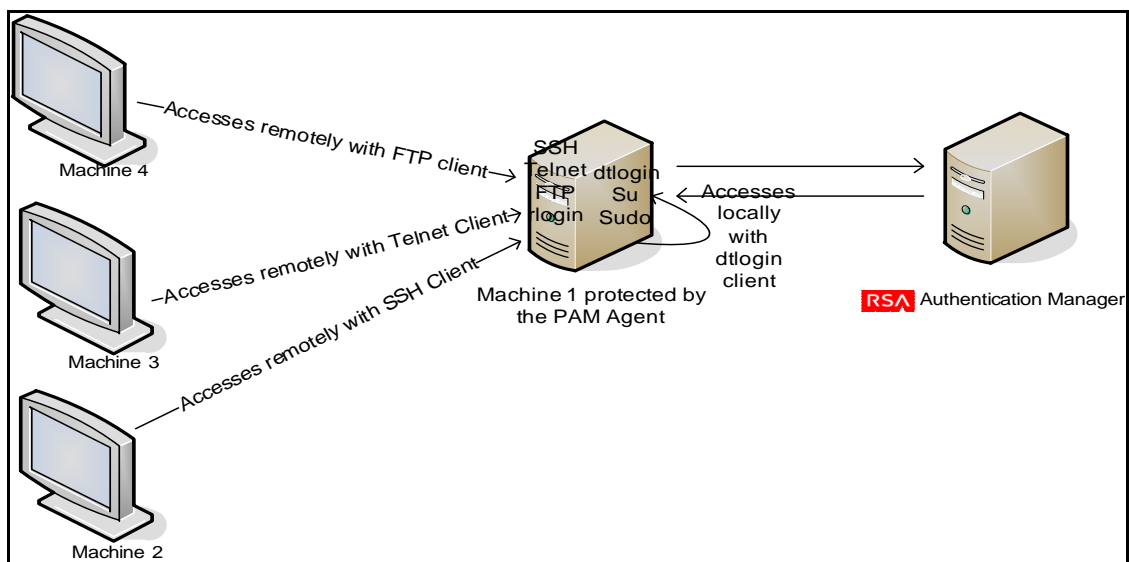 Machine 4
Accesses remotely with FTP client
Machine 3
Accesses remotely with Telnet Client
Machine 2
Accesses remotely with SSH Client
SSH
Telnet
FTP
rlogin
dtlogin
Su
Sudo
Machine 1 protected by
the PAM Agent
Accesses
locally
with
dtlogin
client
RSA Authentication Manager